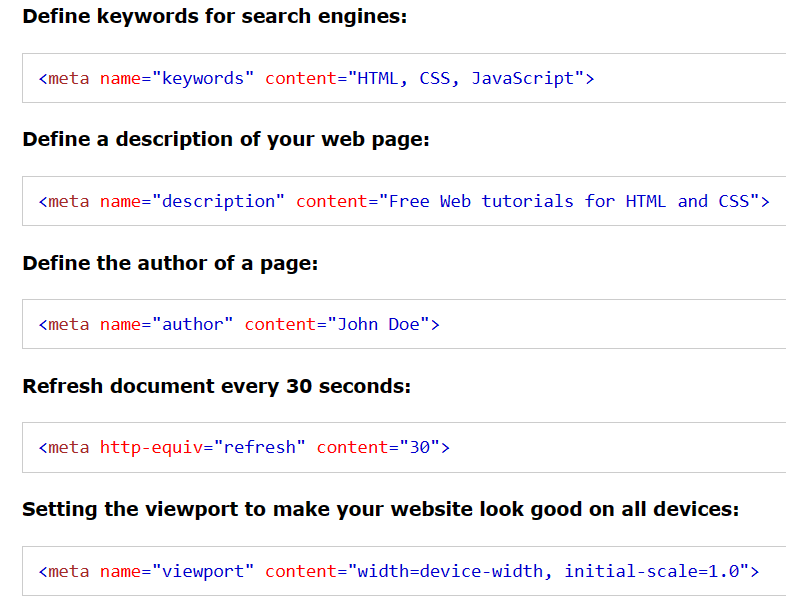 Define keywords for search engines:
<meta name="keywords" content="HTML, CSS, JavaScript">
Define a description of your web page:
<meta name="description" content="Free Web tutorials for HTML and CSS">
Define the author of a page:
<meta name="author" content="John Doe">
Refresh document every 30 seconds:
<meta http-equiv="refresh" content="30">
Setting the viewport to make your website look good on all devices:
<meta name="viewport" content="width=device-width, initial-scale=1.0">